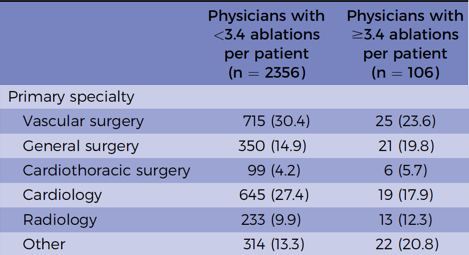 Physicians with <3.4 ablations per patient (n = 2356) Physicians with ≥3.4 ablations per patient (n = 106)
Primary specialty
Vascular surgery 715 (30.4) 25 (23.6)
General surgery 350 (14.9) 21 (19.8)
Cardiothoracic surgery 99 (4.2) 6 (5.7)
Cardiology 645 (27.4) 19 (17.9)
Radiology 233 (9.9) 13 (12.3)
Other 314 (13.3) 22 (20.8)